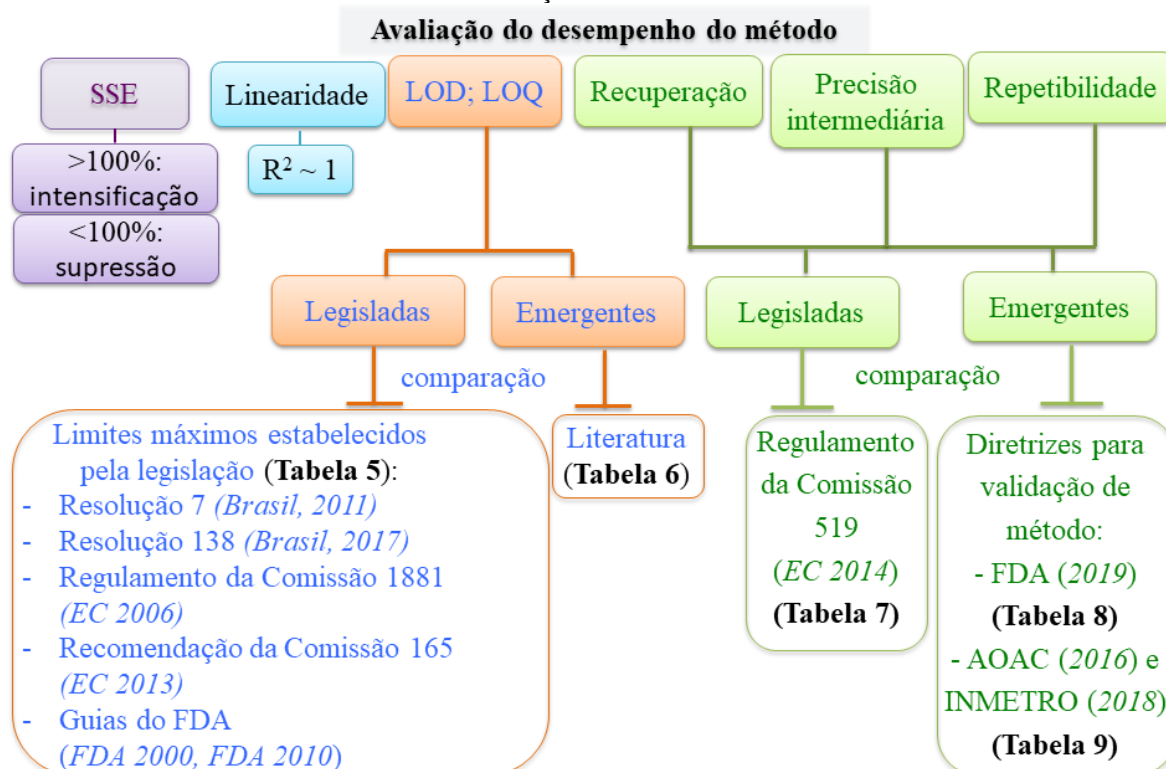 Avaliação do desempenho do método
SSE
>100%:
intensificação
<100%:
supressão
Linearidade
R² ~ 1
LOD; LOQ
Recuperação
Precisão
intermediária
Repetibilidade
Legisladas
Emergentes
comparação
Limites máximos estabelecidos
pela legislação (Tabela 5):
- Resolução 7 (Brasil, 2011)
- Resolução 138 (Brasil, 2017)
- Regulamento da Comissão 1881
(EC 2006)
- Recomendação da Comissão 165
(EC 2013)
- Guias do FDA
(FDA 2000, FDA 2010)
Literatura
(Tabela 6)
Legisladas
Emergentes
comparação
Regulamento
da Comissão
519
(EC 2014)
(Tabela 7)
Diretrizes para
validação de
método:
- FDA (2019)
(Tabela 8)
- AOAC (2016) e
INMETRO (2018)
(Tabela 9)